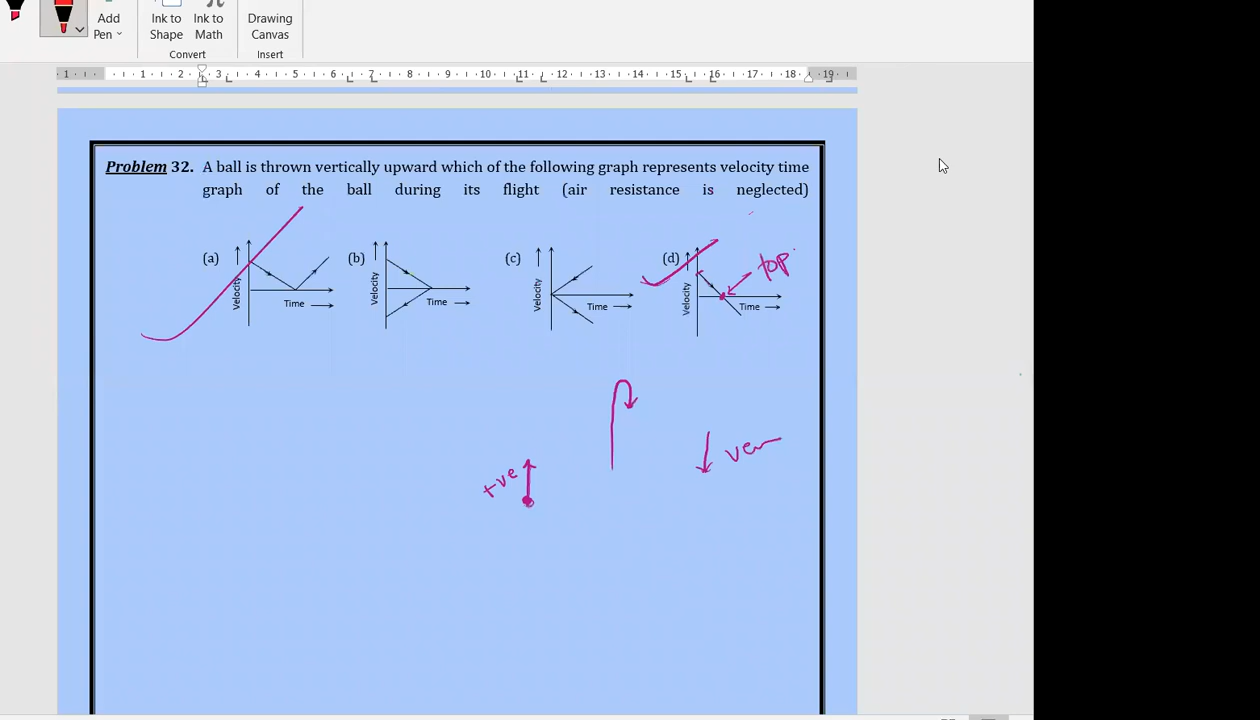 Add
Pen
Ink to
Shape
Ink to
Math
Drawing
Canvas
Convert
Insert
1 1 2 3 4 5 6 7 8 9 10 11 12 13 14 15 16 17 18 19
Problem 32. A ball is thrown vertically upward which of the following graph represents velocity time
graph of the ball during its flight (air resistance is neglected)
(a) (b) (c) (d)
top
Velocity Velocity Velocity Velocity
Time Time Time Time
+ve
ve